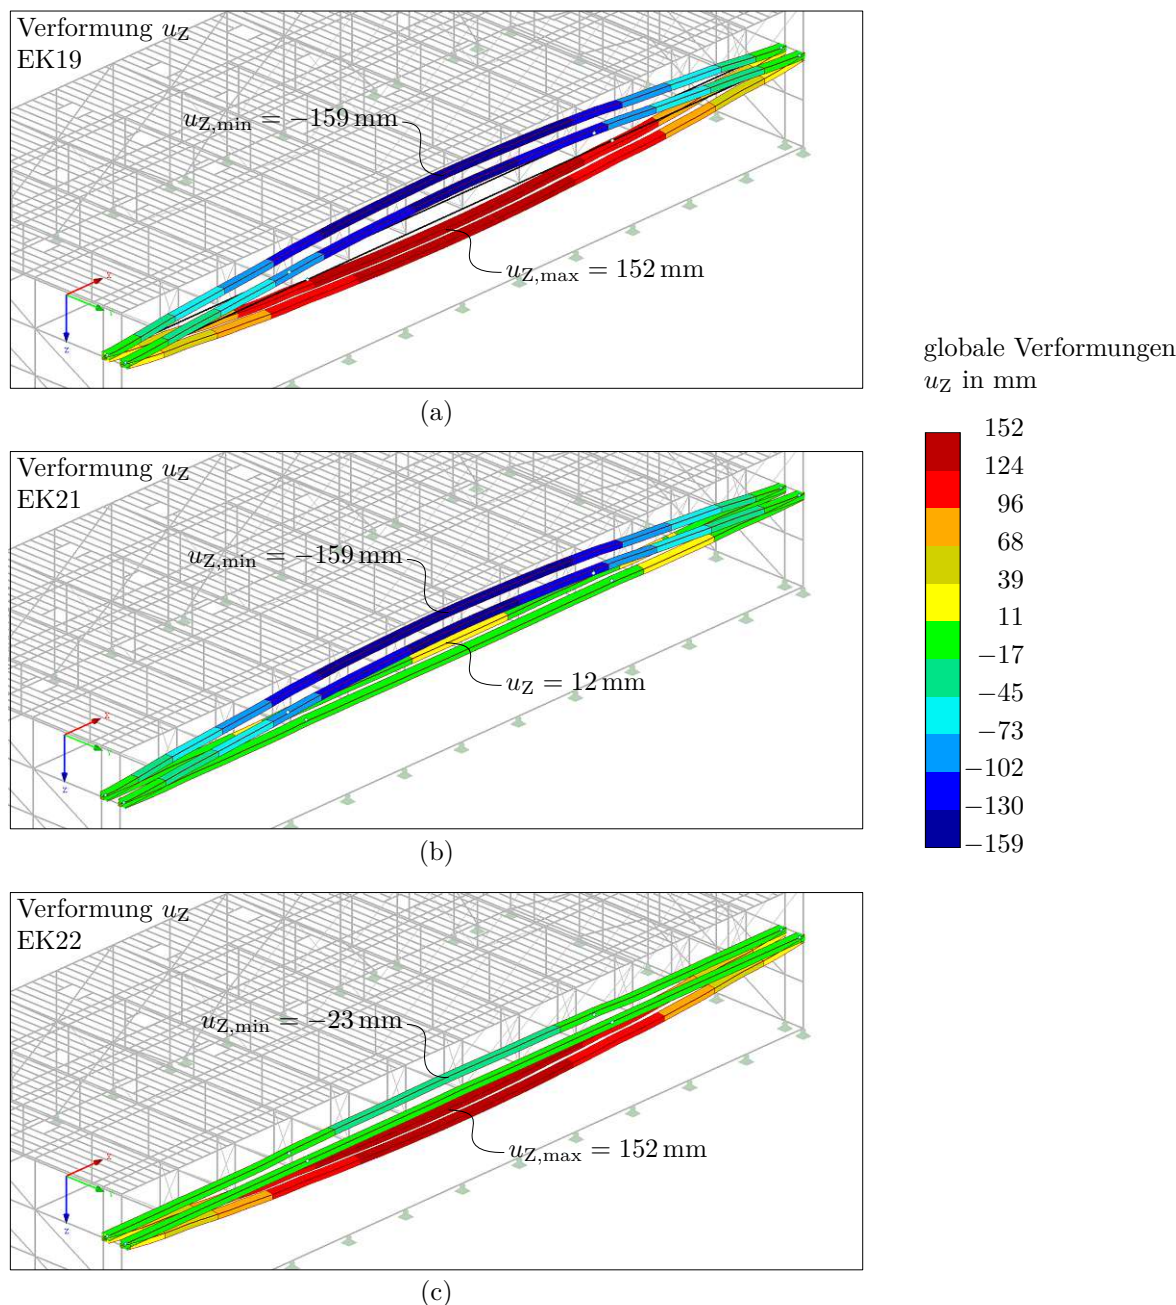 Verformung uZ
EK19
uZ,min = −159 mm
uZ,max = 152 mm
X
Y
Z
(a)
globale Verformungen
uZ in mm
152
124
96
68
39
11
−17
−45
−73
−102
−130
−159
Verformung uZ
EK21
uZ,min = −159 mm
uZ = 12 mm
X
Y
Z
(b)
Verformung uZ
EK22
uZ,min = −23 mm
uZ,max = 152 mm
X
Y
Z
(c)